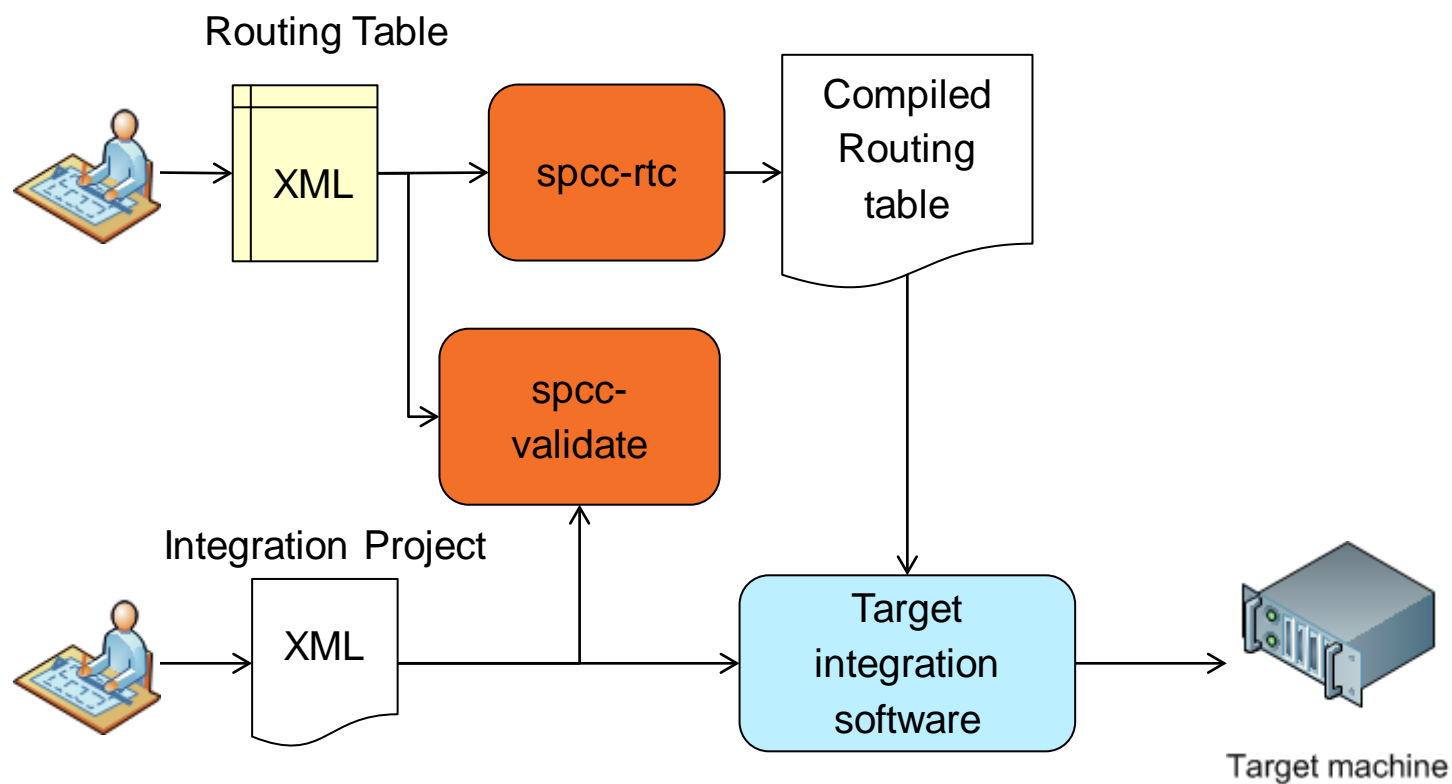 Routing Table
XML
spcc-rtc
Compiled
Routing
table
spcc-
validate
Integration Project
XML
Target
integration
software
Target machine